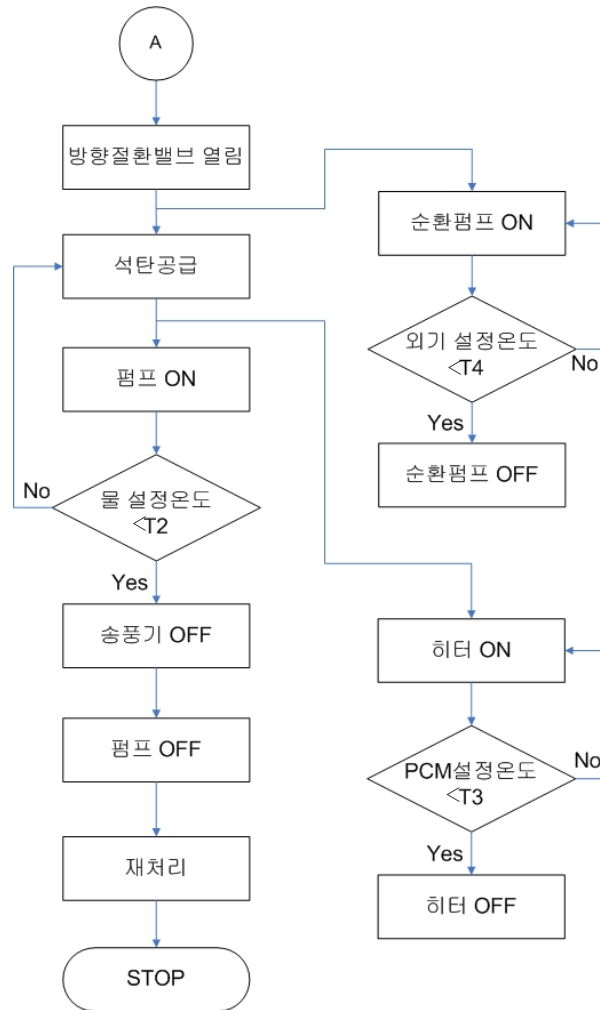 A
방향절환밸브 열림
석탄공급
펌프 ON
물 설정온도
<T2
No
Yes
송풍기 OFF
펌프 OFF
재처리
STOP
순환펌프 ON
외기 설정온도
<T4
No
Yes
순환펌프 OFF
히터 ON
PCM설정온도
<T3
No
Yes
히터 OFF